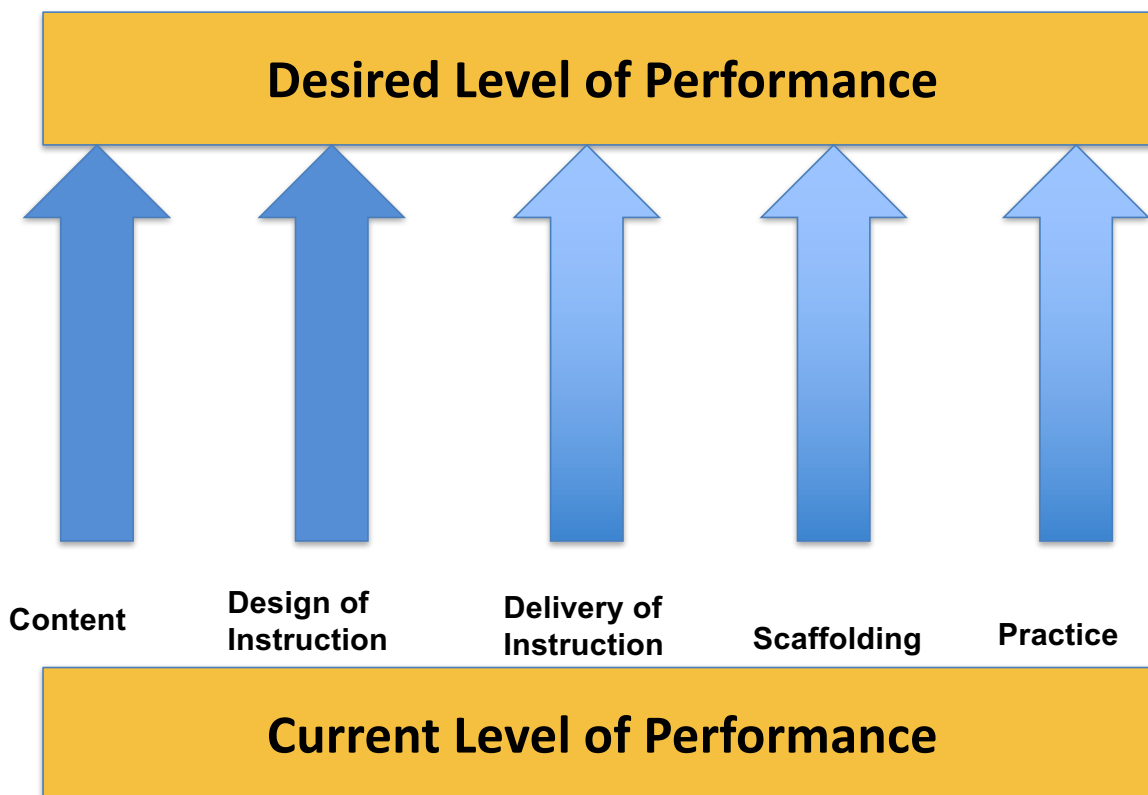 Desired Level of Performance
Content
Design of
Instruction
Delivery of
Instruction
Scaffolding
Practice
Current Level of Performance